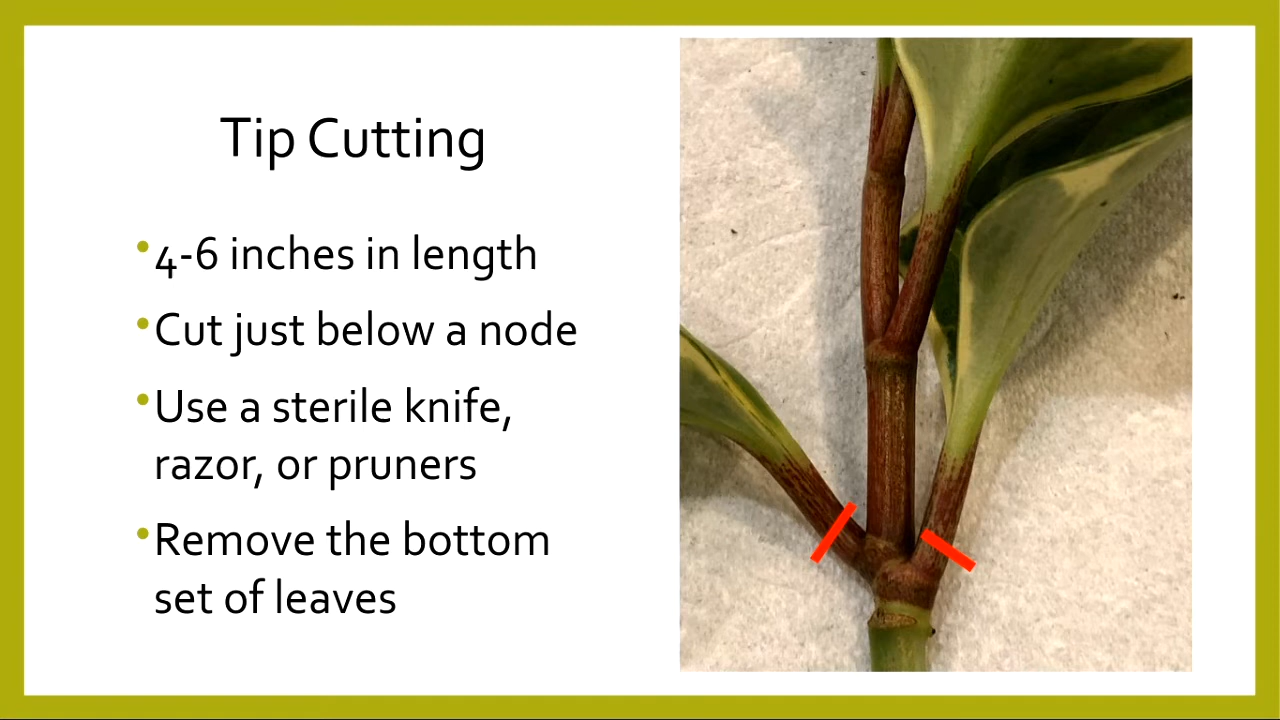 Tip Cutting
•4-6 inches in length
•Cut just below a node
•Use a sterile knife,
razor, or pruners
•Remove the bottom
set of leaves